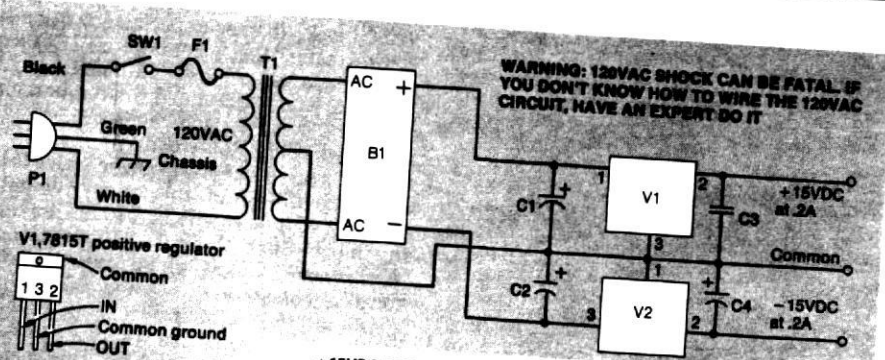 SW1
F1
T1
Black
AC
+
WARNING: 120VAC SHOCK CAN BE FATAL. IF
YOU DON'T KNOW HOW TO WIRE THE 120VAC
CIRCUIT, HAVE AN EXPERT DO IT
Green
120VAC
Chassis
B1
P1
White
AC
−
1
V1
2
3
C1
+
C3
+15VDC
at .2A
Common
C2
+
1
3
V2
2
+
C4
−15VDC
at .2A
V1,7815T positive regulator
Common
1 3 2
IN
Common ground
OUT